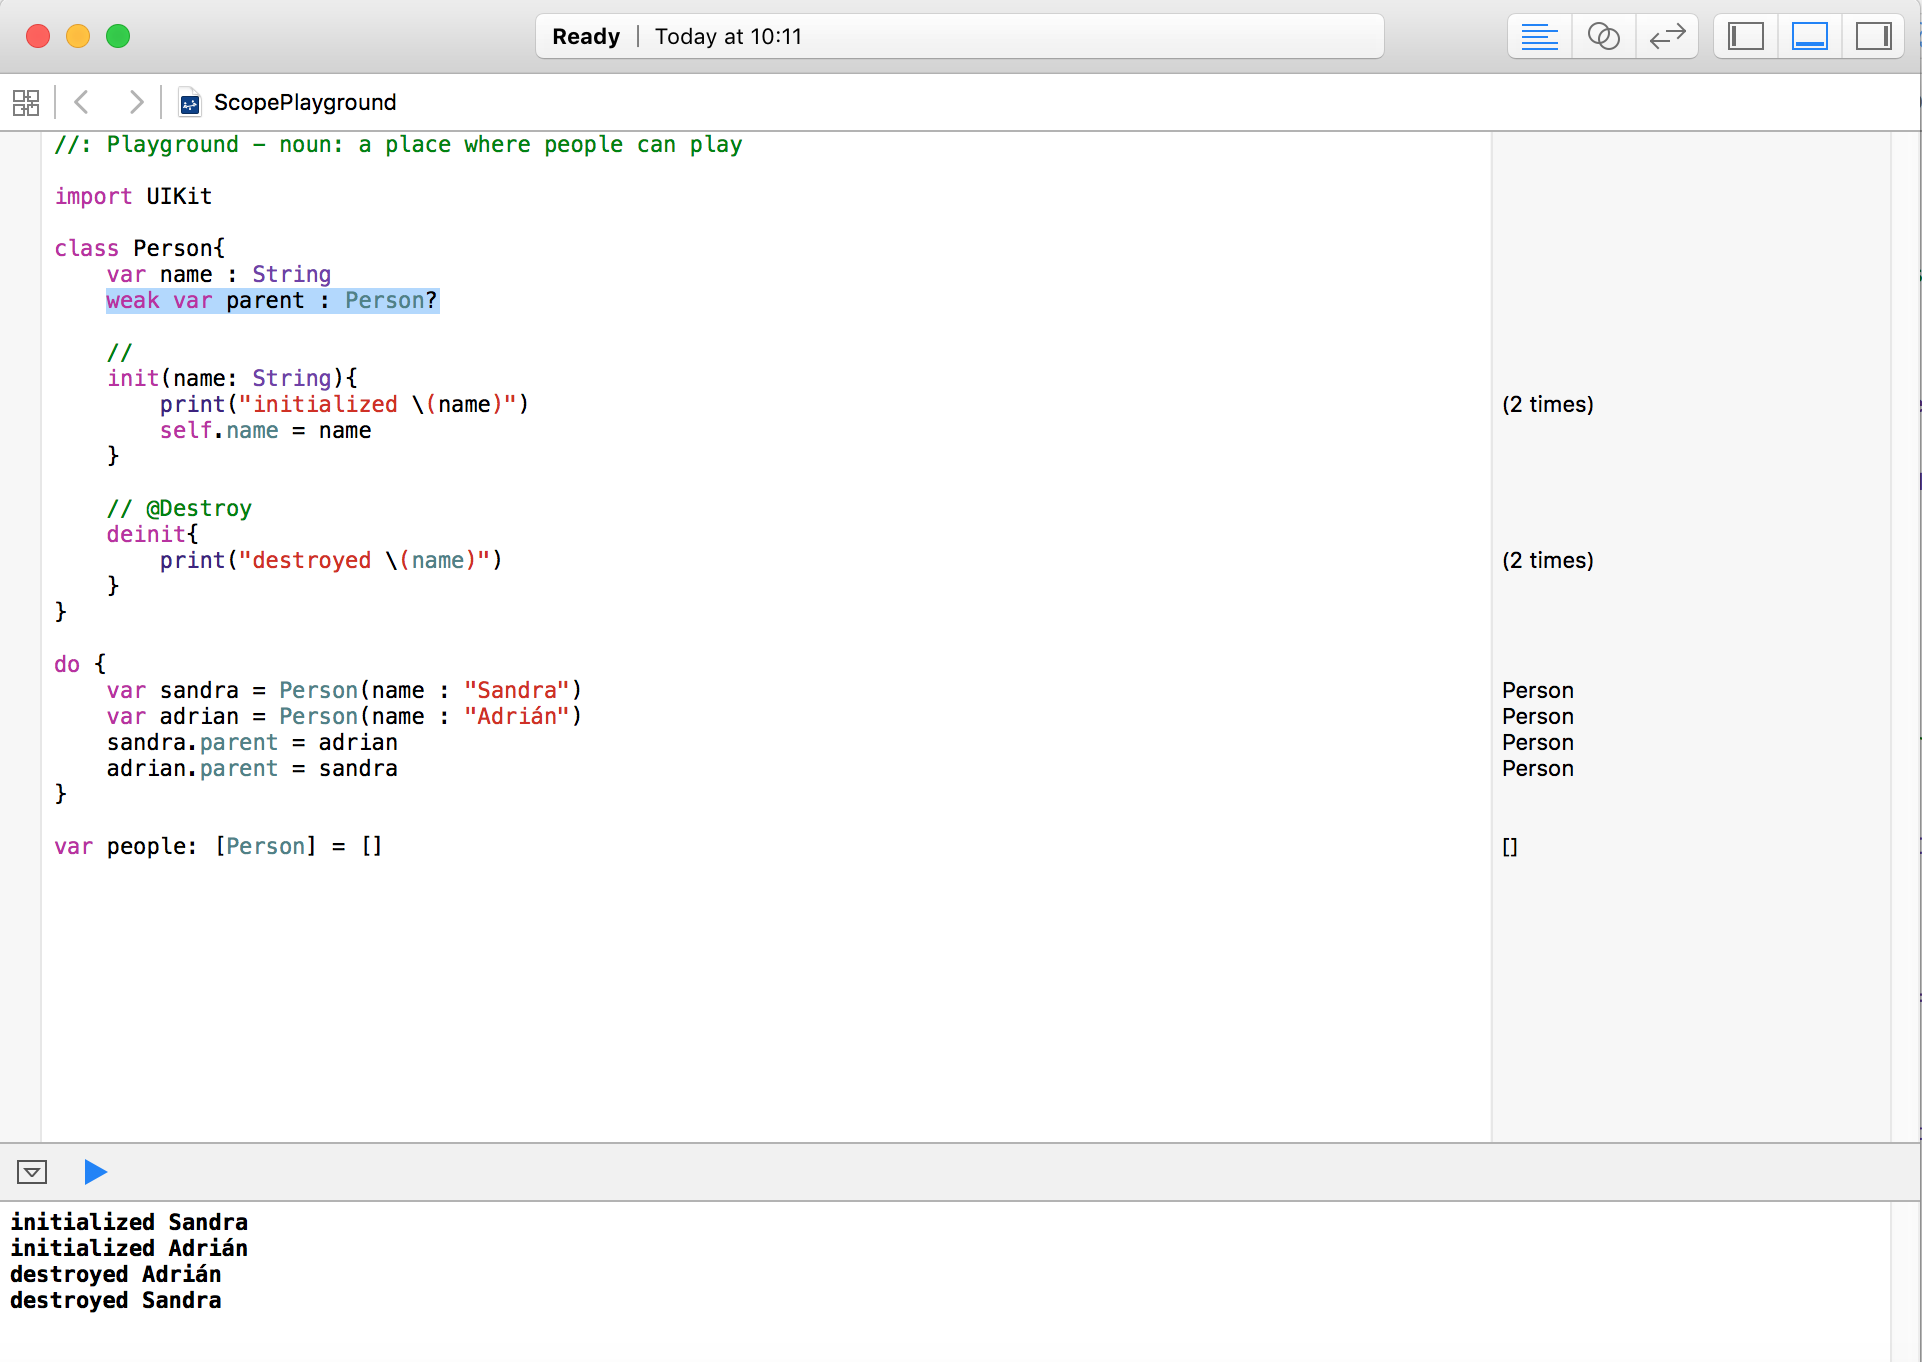 Ready | Today at 10:11
ScopePlayground
//: Playground - noun: a place where people can play
import UIKit
class Person{
var name : String
weak var parent : Person?
//
init(name: String){
print("initialized \(name)") (2 times)
self.name = name
}
// @Destroy
deinit{
print("destroyed \(name)") (2 times)
}
}
do {
var sandra = Person(name : "Sandra") Person
var adrian = Person(name : "Adrián") Person
sandra.parent = adrian Person
adrian.parent = sandra Person
}
var people: [Person] = [] []
initialized Sandra
initialized Adrián
destroyed Adrián
destroyed Sandra